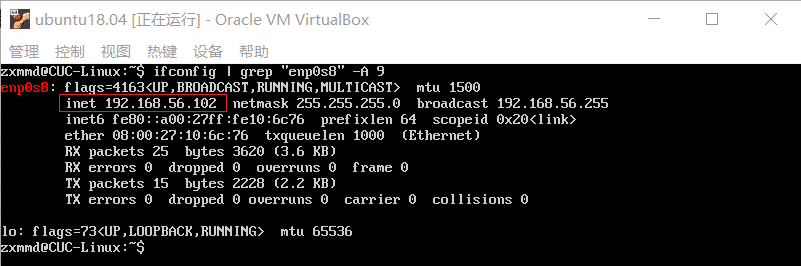 ubuntu18.04 [正在运行] - Oracle VM VirtualBox
管理 控制 视图 热键 设备 帮助
zxmmd@CUC-Linux:~$ ifconfig | grep "enp0s8" -A 9
enp0s8: flags=4163<UP,BROADCAST,RUNNING,MULTICAST>  mtu 1500
        inet 192.168.56.102  netmask 255.255.255.0  broadcast 192.168.56.255
        inet6 fe80::a00:27ff:fe10:6c76  prefixlen 64  scopeid 0x20<link>
        ether 08:00:27:10:6c:76  txqueuelen 1000  (Ethernet)
        RX packets 25  bytes 3620 (3.6 KB)
        RX errors 0  dropped 0  overruns 0  frame 0
        TX packets 15  bytes 2228 (2.2 KB)
        TX errors 0  dropped 0 overruns 0  carrier 0  collisions 0
lo: flags=73<UP,LOOPBACK,RUNNING>  mtu 65536
zxmmd@CUC-Linux:~$